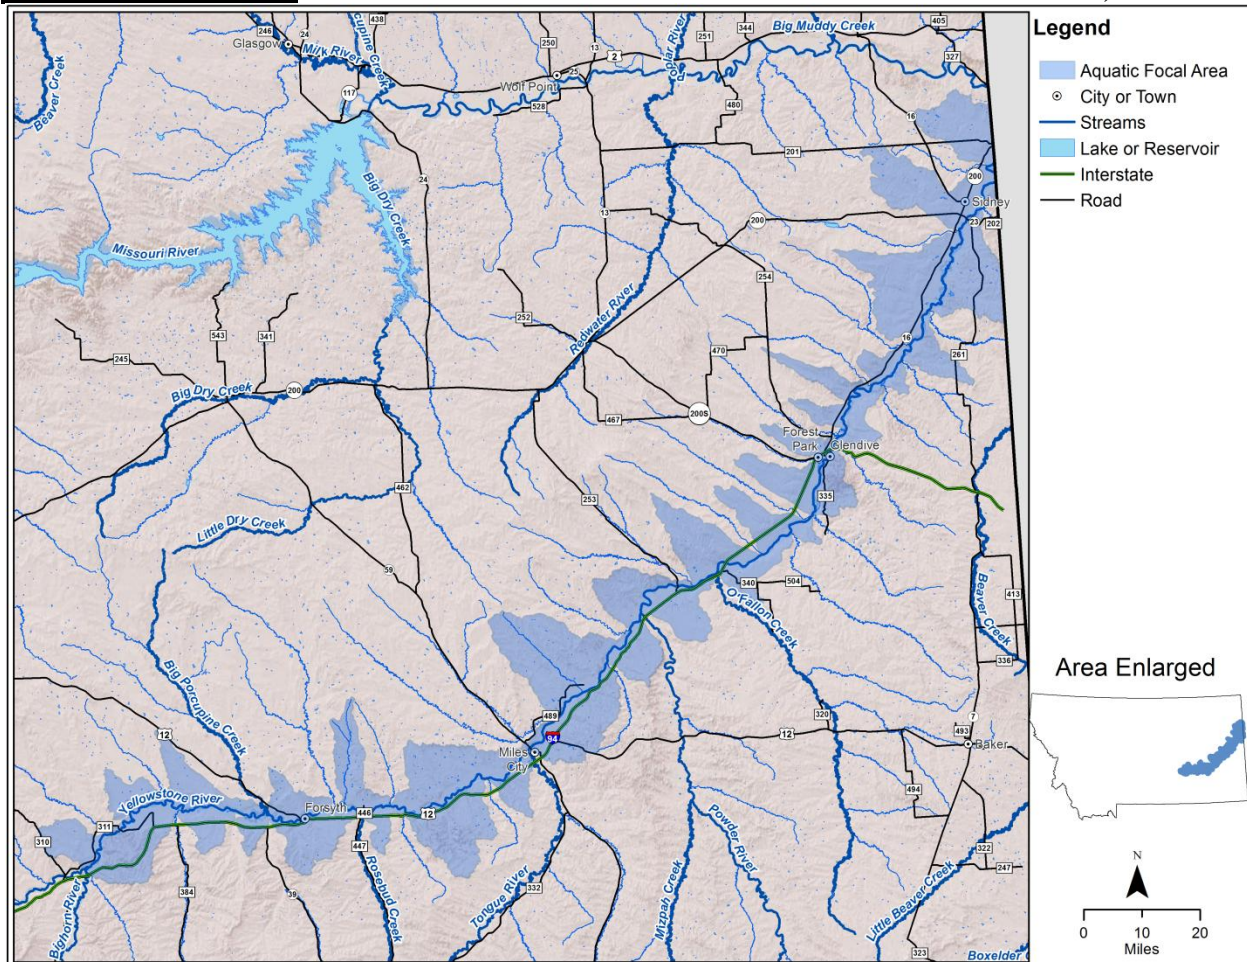 Legend
Aquatic Focal Area
City or Town
Streams
Lake or Reservoir
Interstate
Road
438
246
24
Glasgow
Milk River
117
Beaver Creek
250
13
2
25
Wolf Point
528
251
344
Big Muddy Creek
405
327
480
16
201
200
Sidney
23
202
24
Big Dry Creek
Missouri River
13
200
254
252
Redwater River
543
341
245
16
261
470
Big Dry Creek
200
467
200S
Forest
Park
Glendive
335
462
253
Little Dry Creek
59
340
504
O'Fallon Creek
413
Beaver Creek
336
Big Porcupine Creek
12
489
94
Miles
City
12
320
7
493
Baker
494
Yellowstone River
Forsyth
446
12
311
310
447
Rosebud Creek
384
39
Bighorn River
Tongue River
332
Mizpah Creek
Powder River
322
247
Little Beaver Creek
323
Boxelder
Area Enlarged
N
0 10 20
Miles